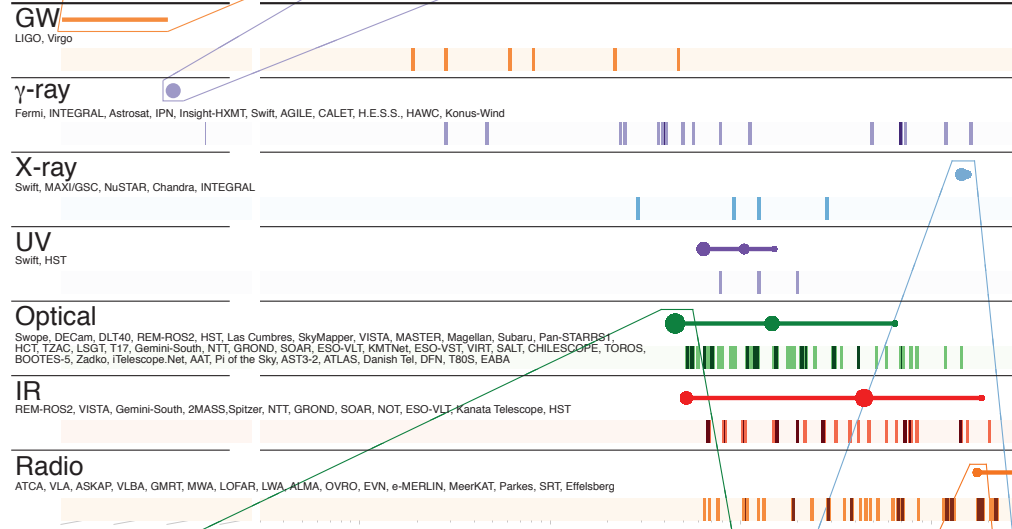 GW
LIGO, Virgo
γ-ray
Fermi, INTEGRAL, Astrosat, IPN, Insight-HXMT, Swift, AGILE, CALET, H.E.S.S., HAWC, Konus-Wind
X-ray
Swift, MAXI/GSC, NuSTAR, Chandra, INTEGRAL
UV
Swift, HST
Optical
Swope, DECam, DLT40, REM-ROS2, HST, Las Cumbres, SkyMapper, VISTA, MASTER, Magellan, Subaru, Pan-STARRS1,
HCT, TZAC, LSGT, T17, Gemini-South, NTT, GROND, SOAR, ESO-VLT, KMTNet, ESO-VST, VIRT, SALT, CHILESCOPE, TOROS,
BOOTES-5, Zadko, iTelescope.Net, AAT, Pi of the Sky, AST3-2, ATLAS, Danish Tel, DFN, T80S, EABA
IR
REM-ROS2, VISTA, Gemini-South, 2MASS,Spitzer, NTT, GROND, SOAR, NOT, ESO-VLT, Kanata Telescope, HST
Radio
ATCA, VLA, ASKAP, VLBA, GMRT, MWA, LOFAR, LWA, ALMA, OVRO, EVN, e-MERLIN, MeerKAT, Parkes, SRT, Effelsberg